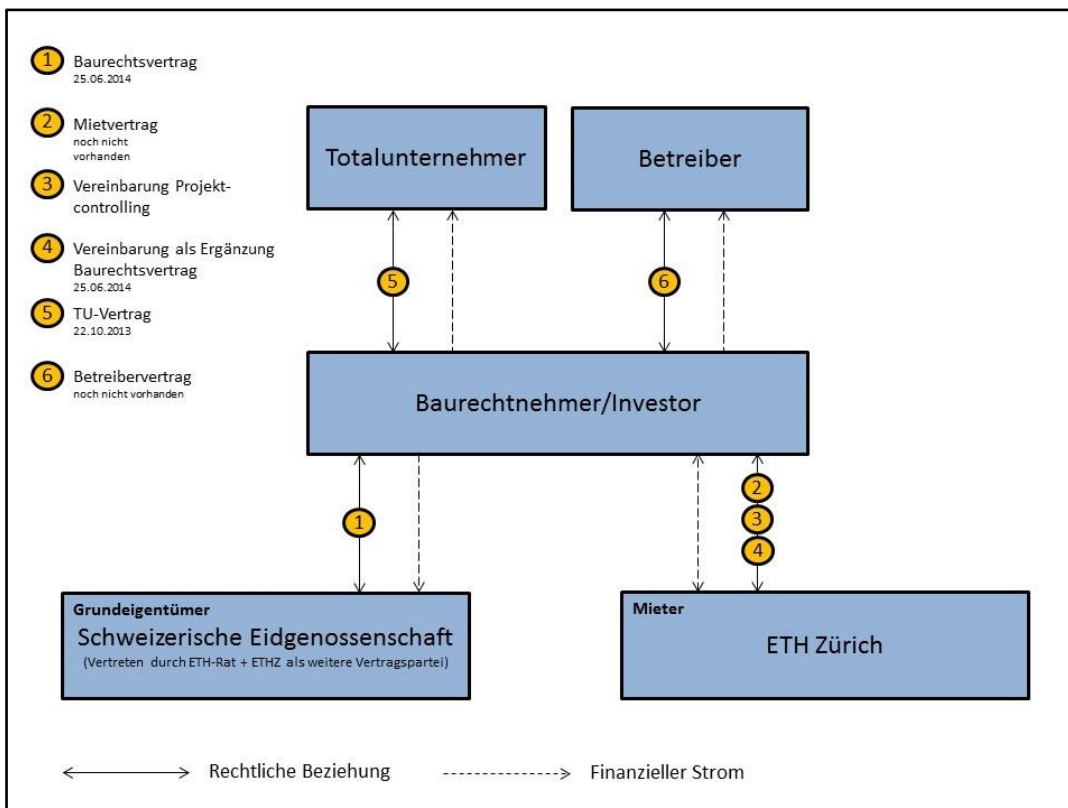 1 Baurechtsvertrag
25.06.2014
2 Mietvertrag
noch nicht
vorhanden
3 Vereinbarung Projekt-
controlling
4 Vereinbarung als Ergänzung
Baurechtsvertrag
25.06.2014
5 TU-Vertrag
22.10.2013
6 Betreibervertrag
noch nicht vorhanden
Totalunternehmer
Betreiber
5
6
Baurechtnehmer/Investor
1
2
3
4
Grundeigentümer
Schweizerische Eidgenossenschaft
(Vertreten durch ETH-Rat + ETHZ als weitere Vertragspartei)
Mieter
ETH Zürich
Rechtliche Beziehung
Finanzieller Strom